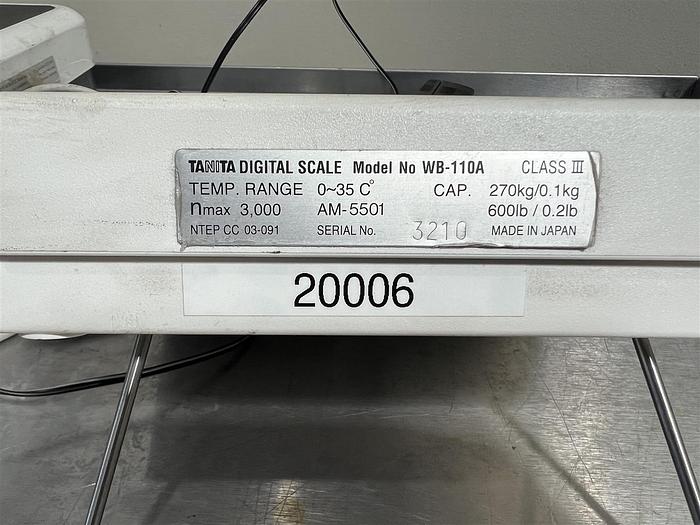 TANITA DIGITAL SCALE Model No WB-110A CLASS III
TEMP. RANGE 0~35 C° CAP. 270kg/0.1kg
nmax 3,000 AM-5501 600lb / 0.2lb
NTEP CC 03-091 SERIAL No. 3210 MADE IN JAPAN
20006